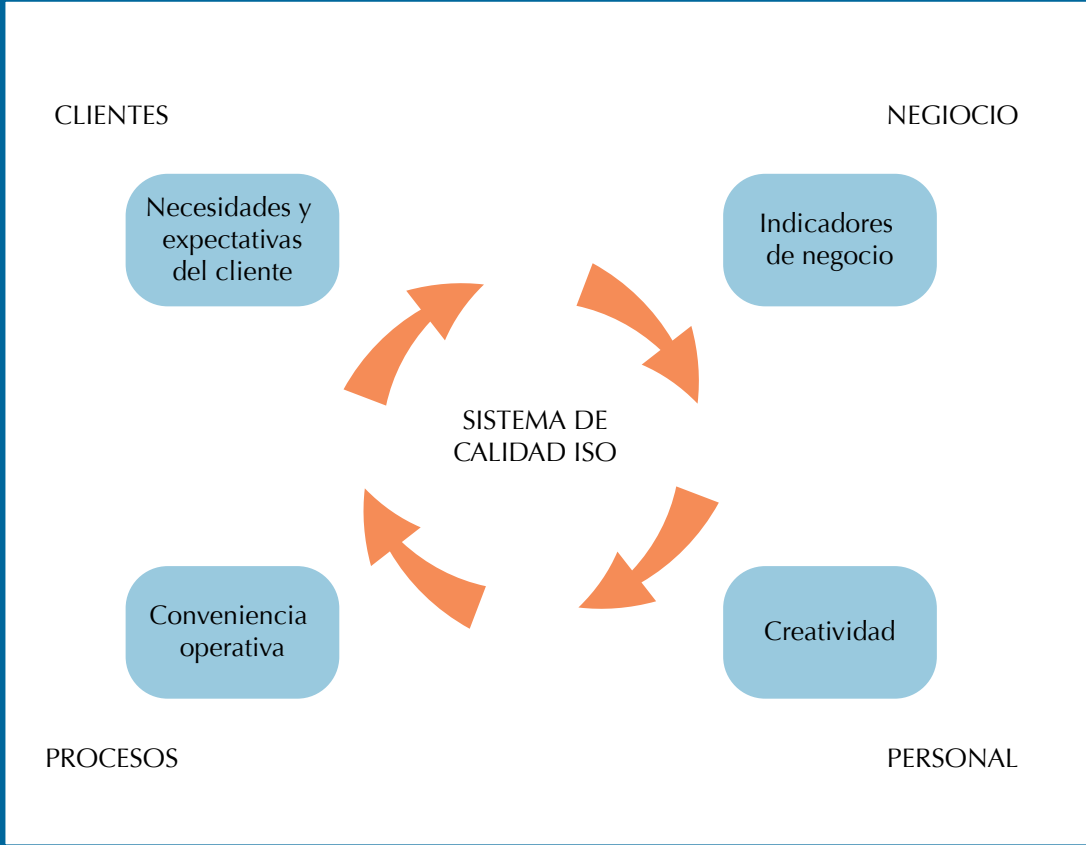 CLIENTES
NEGIOCIO
Necesidades y
expectativas
del cliente
Indicadores
de negocio
SISTEMA DE
CALIDAD ISO
Conveniencia
operativa
Creatividad
PROCESOS
PERSONAL